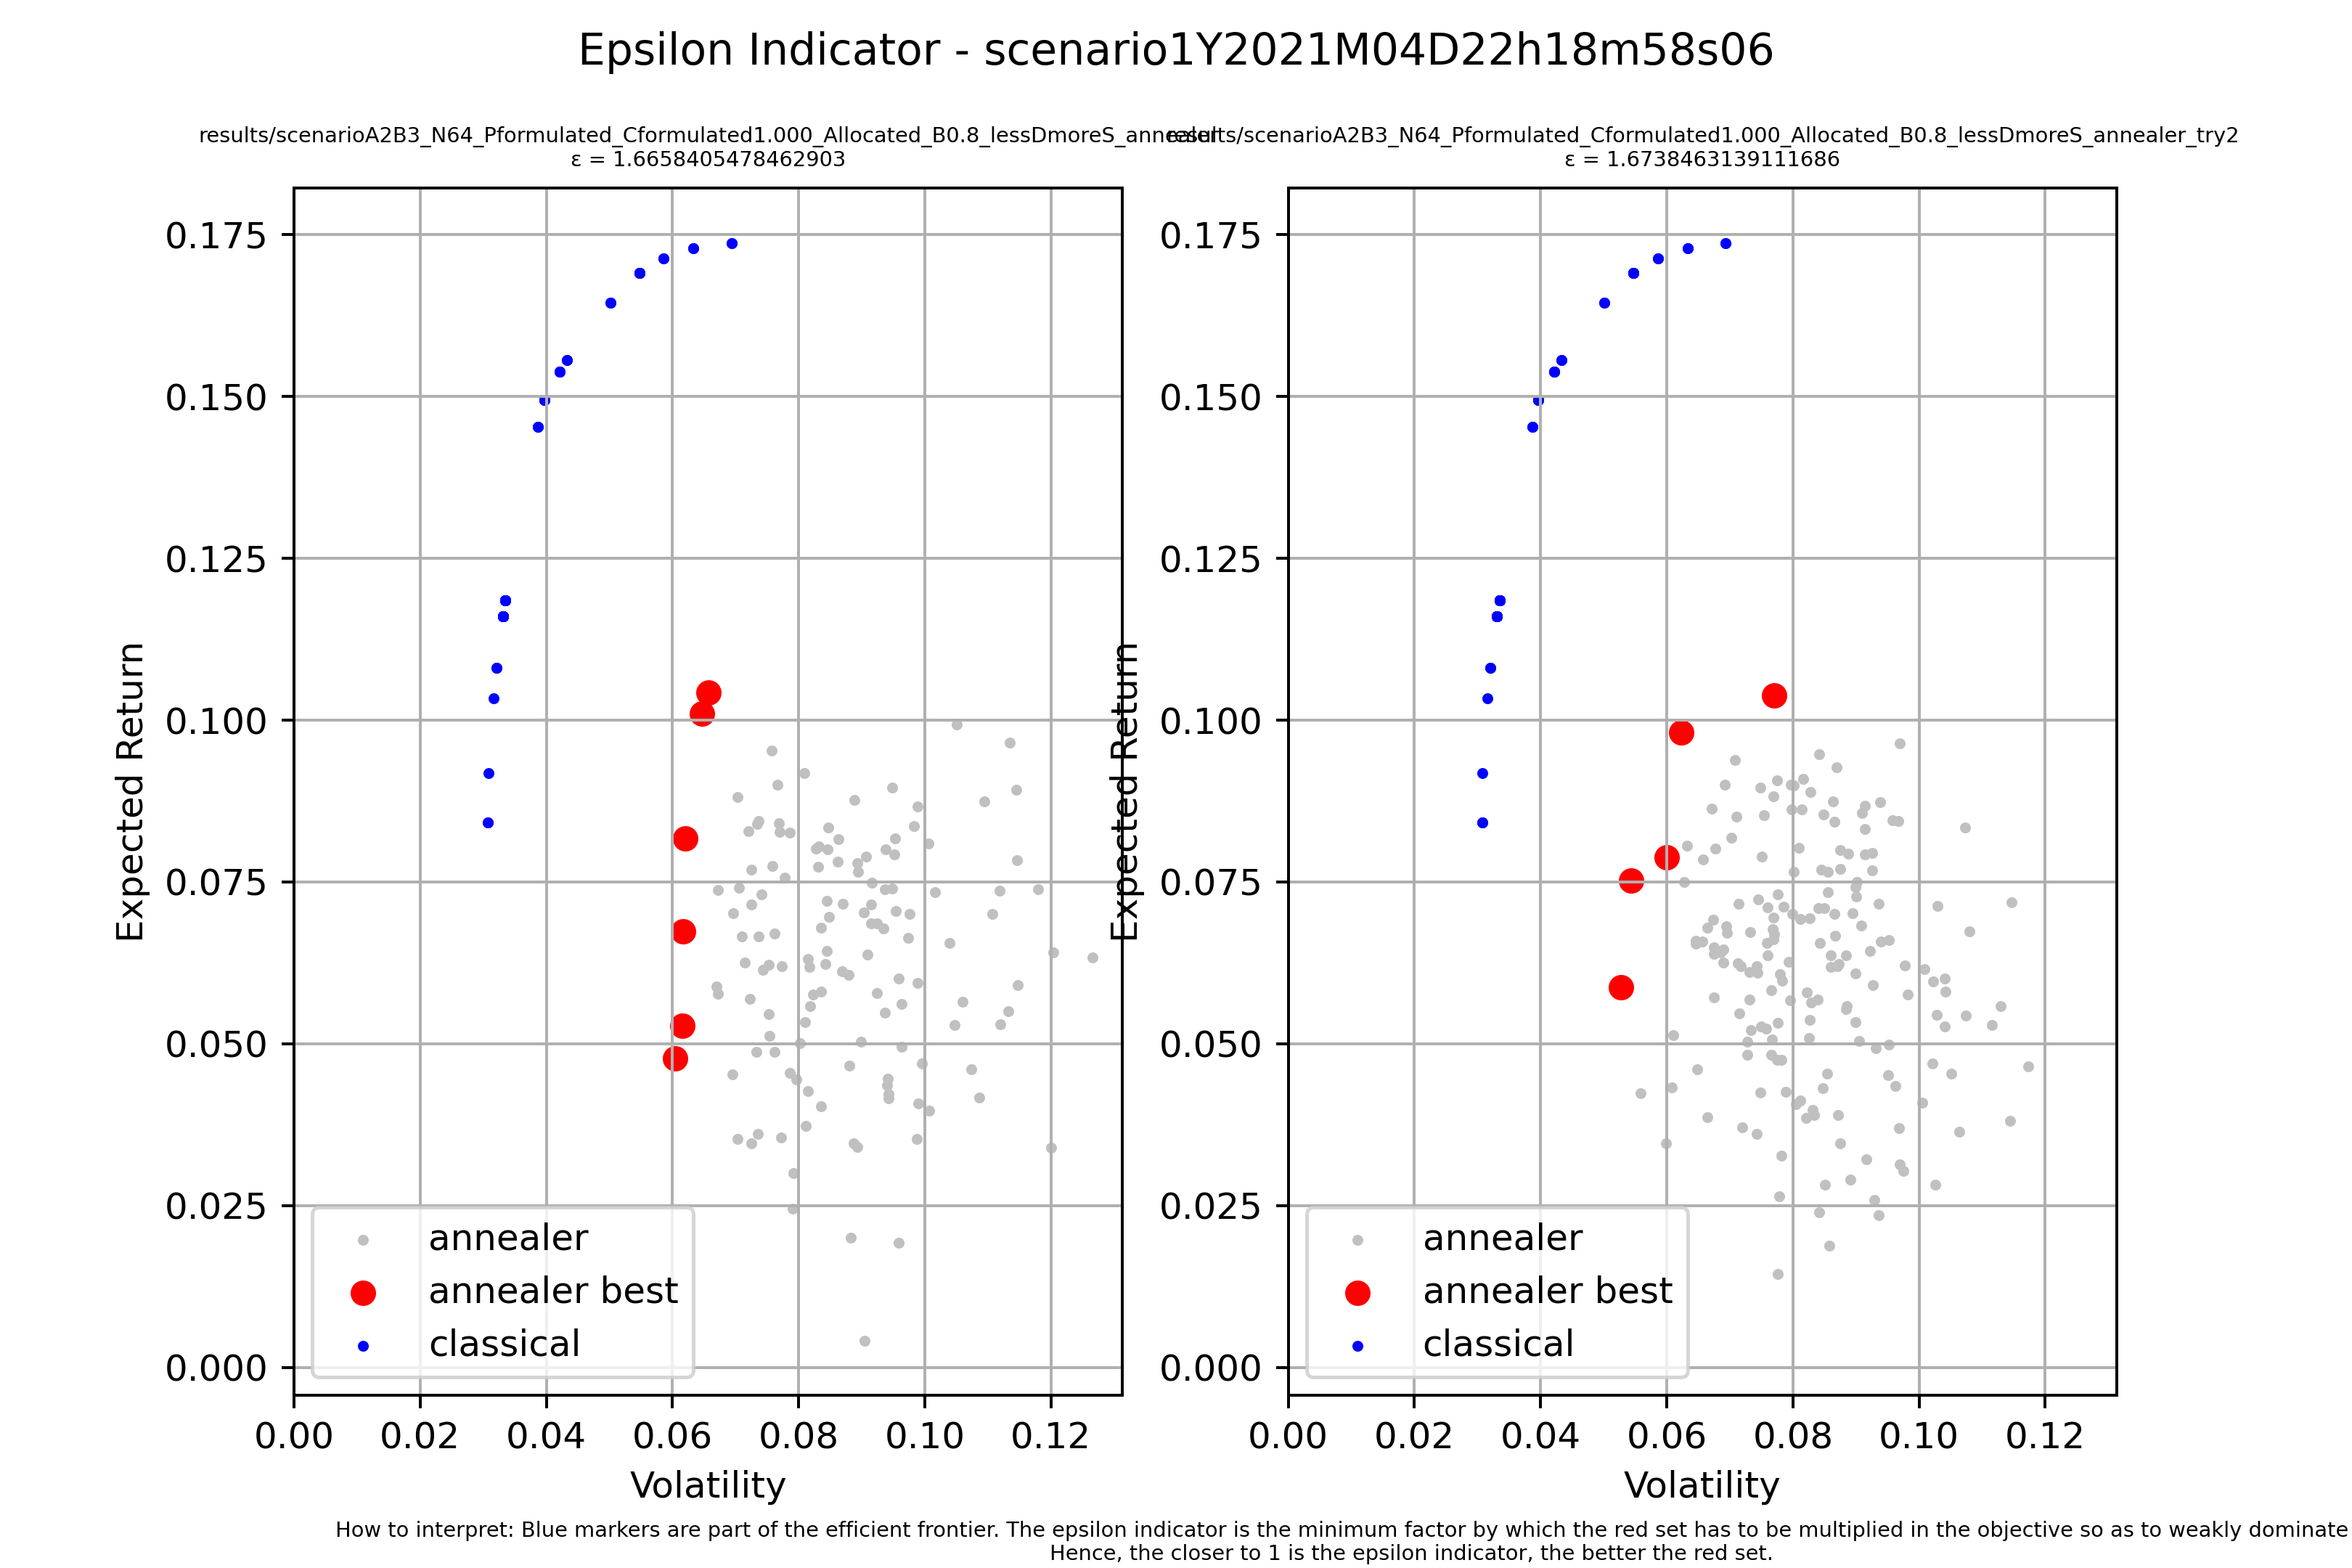 Epsilon Indicator - scenario1Y2021M04D22h18m58s06
results/scenarioA2B3_N64_Pformulated_Cformulated1.000_Allocated_B0.8_lessDmoreS_annealer
ε = 1.6658405478462903
results/scenarioA2B3_N64_Pformulated_Cformulated1.000_Allocated_B0.8_lessDmoreS_annealer_try2
ε = 1.6738463139111686
Expected Return
0.175
0.150
0.125
0.100
0.075
0.050
0.025
0.000
annealer
annealer best
classical
0.00 0.02 0.04 0.06 0.08 0.10 0.12
Volatility
Expected Return
0.175
0.150
0.125
0.100
0.075
0.050
0.025
0.000
annealer
annealer best
classical
0.00 0.02 0.04 0.06 0.08 0.10 0.12
Volatility
How to interpret: Blue markers are part of the efficient frontier. The epsilon indicator is the minimum factor by which the red set has to be multiplied in the objective so as to weakly dominate
Hence, the closer to 1 is the epsilon indicator, the better the red set.